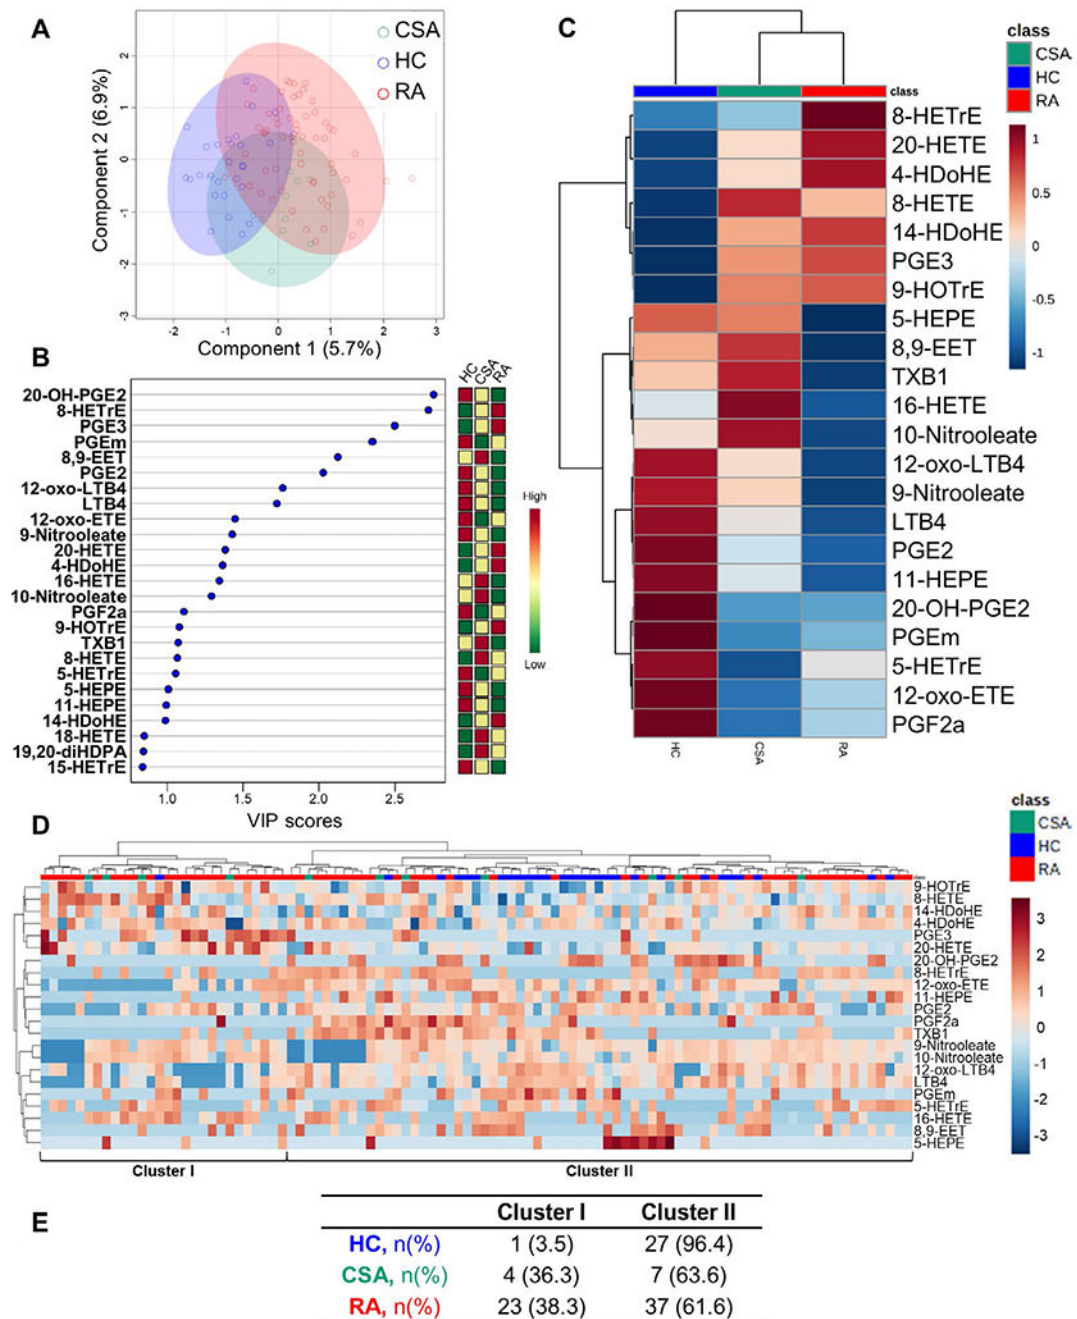 A
CSA
HC
RA
Component 2 (6.9%)
2
1
0
-1
-2
-3
-2
-1
0
1
2
3
Component 1 (5.7%)
B
HC
CSA
RA
20-OH-PGE2
8-HETrE
PGE3
PGEm
8,9-EET
PGE2
12-oxo-LTB4
LTB4
12-oxo-ETE
9-Nitrooleate
20-HETE
4-HDoHE
16-HETE
10-Nitrooleate
PGF2a
9-HOTrE
TXB1
8-HETE
5-HETrE
5-HEPE
11-HEPE
14-HDoHE
18-HETE
19,20-diHDPA
15-HETrE
High
Low
1.0
1.5
2.0
2.5
VIP scores
C
class
CSA
HC
RA
class
8-HETrE
20-HETE
4-HDoHE
8-HETE
14-HDoHE
PGE3
9-HOTrE
5-HEPE
8,9-EET
TXB1
16-HETE
10-Nitrooleate
12-oxo-LTB4
9-Nitrooleate
LTB4
PGE2
11-HEPE
20-OH-PGE2
PGEm
5-HETrE
12-oxo-ETE
PGF2a
HC
CSA
RA
1
0.5
0
-0.5
-1
D
class
CSA
HC
RA
class
9-HOTrE
8-HETE
14-HDoHE
4-HDoHE
PGE3
20-HETE
20-OH-PGE2
8-HETrE
12-oxo-ETE
11-HEPE
PGE2
PGF2a
TXB1
9-Nitrooleate
10-Nitrooleate
12-oxo-LTB4
LTB4
PGEm
5-HETrE
16-HETE
8,9-EET
5-HEPE
3
2
1
0
-1
-2
-3
Cluster I
Cluster II
E
Cluster I Cluster II
HC, n(%) 1 (3.5) 27 (96.4)
CSA, n(%) 4 (36.3) 7 (63.6)
RA, n(%) 23 (38.3) 37 (61.6)